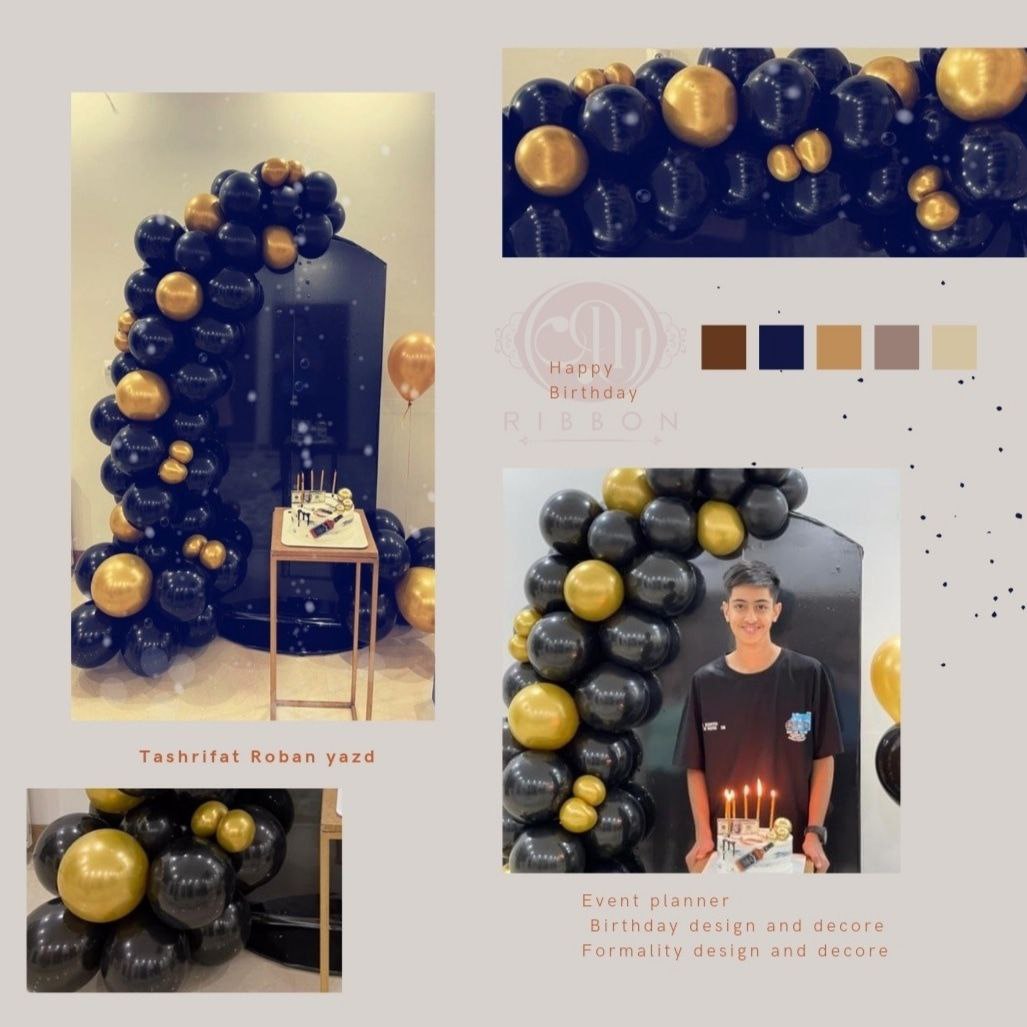 Happy
Birthday
RIBBON
Tashrifat Roban yazd
Event planner
Birthday design and decore
Formality design and decore